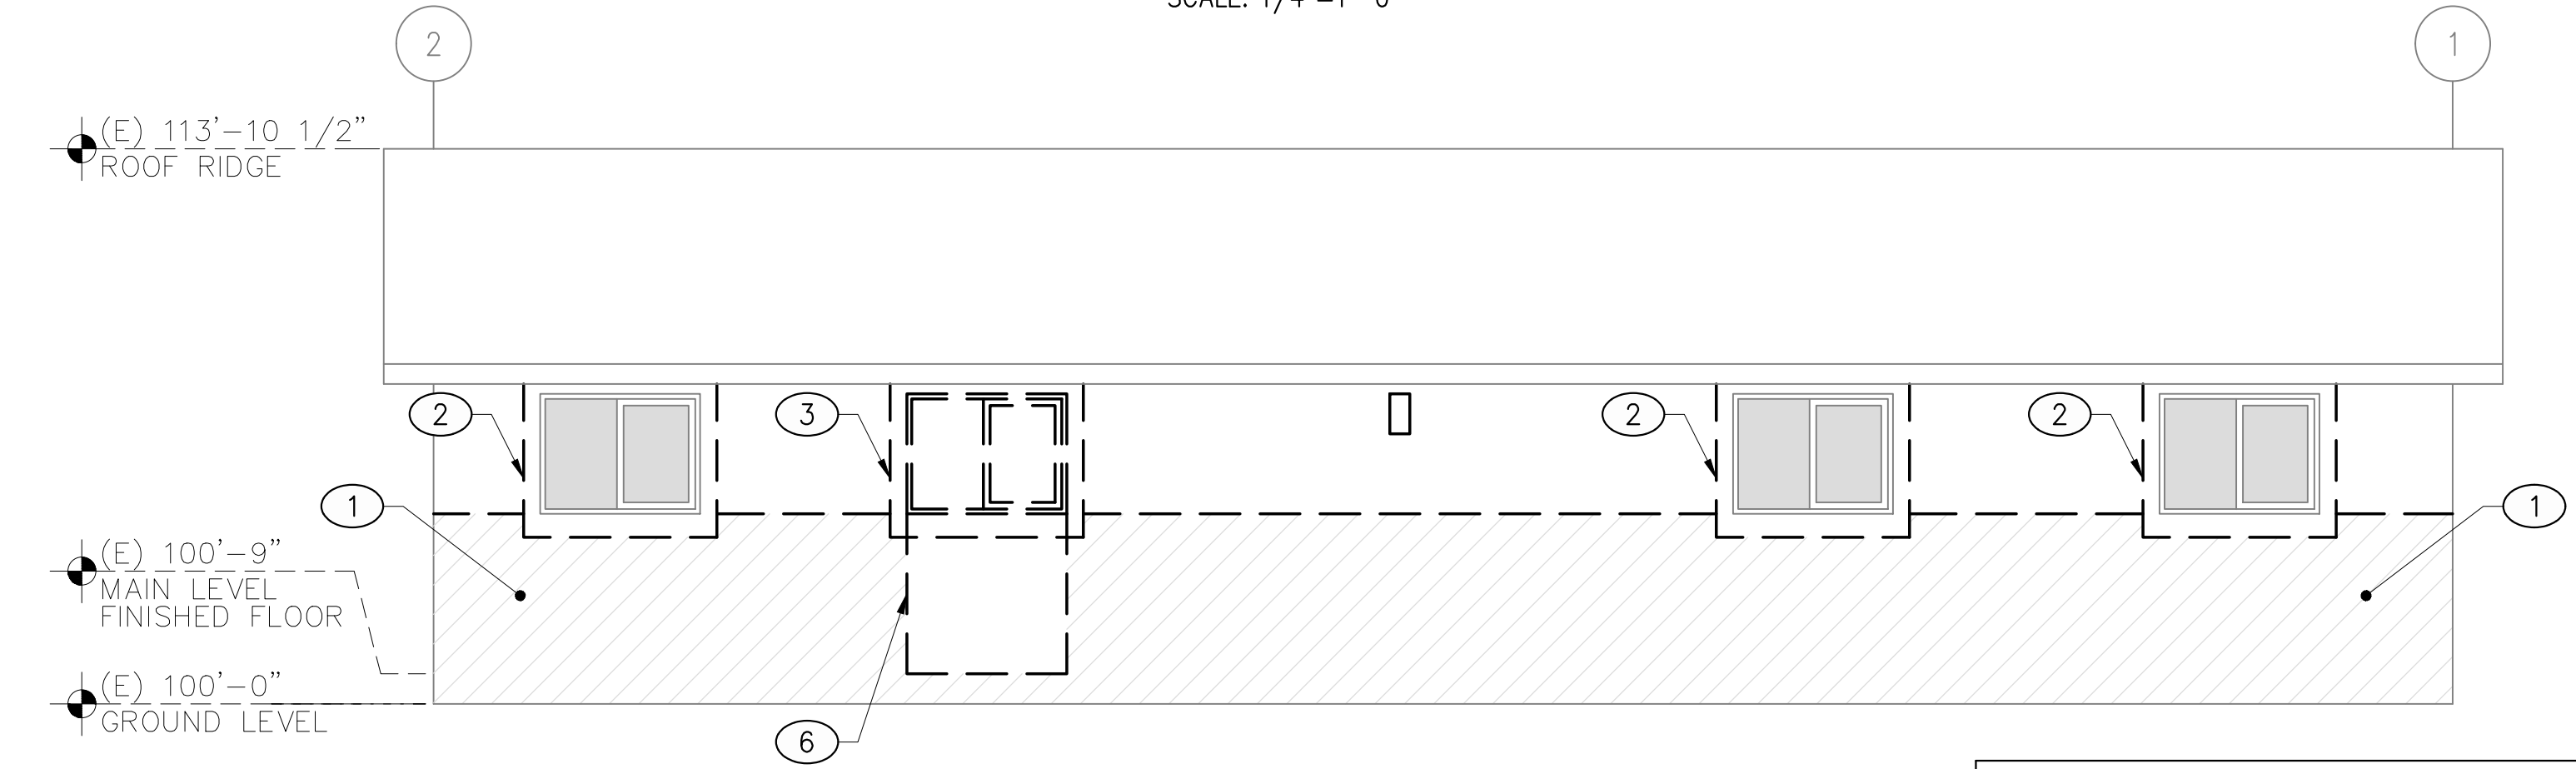 2
1
(E) 113'-10 1/2"
ROOF RIDGE
2
3
2
2
1
1
(E) 100'-9"
MAIN LEVEL
FINISHED FLOOR
(E) 100'-0"
GROUND LEVEL
6